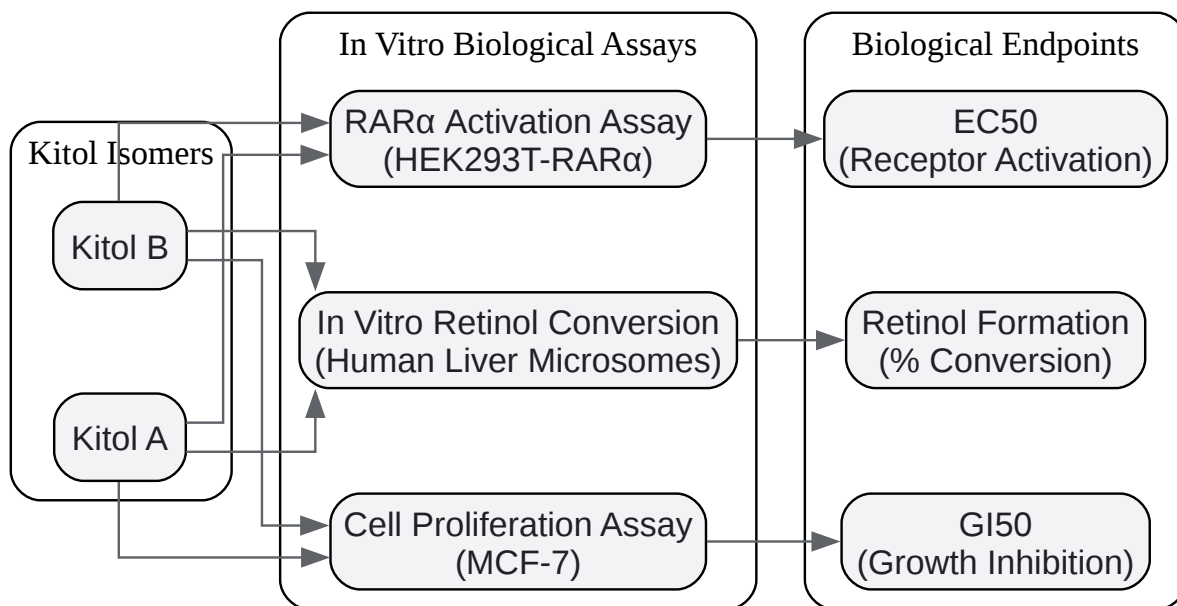 Kitol Isomers
Kitol B
Kitol A
In Vitro Biological Assays
RARα Activation Assay
(HEK293T-RARα)
In Vitro Retinol Conversion
(Human Liver Microsomes)
Cell Proliferation Assay
(MCF-7)
Biological Endpoints
EC50
(Receptor Activation)
Retinol Formation
(% Conversion)
GI50
(Growth Inhibition)